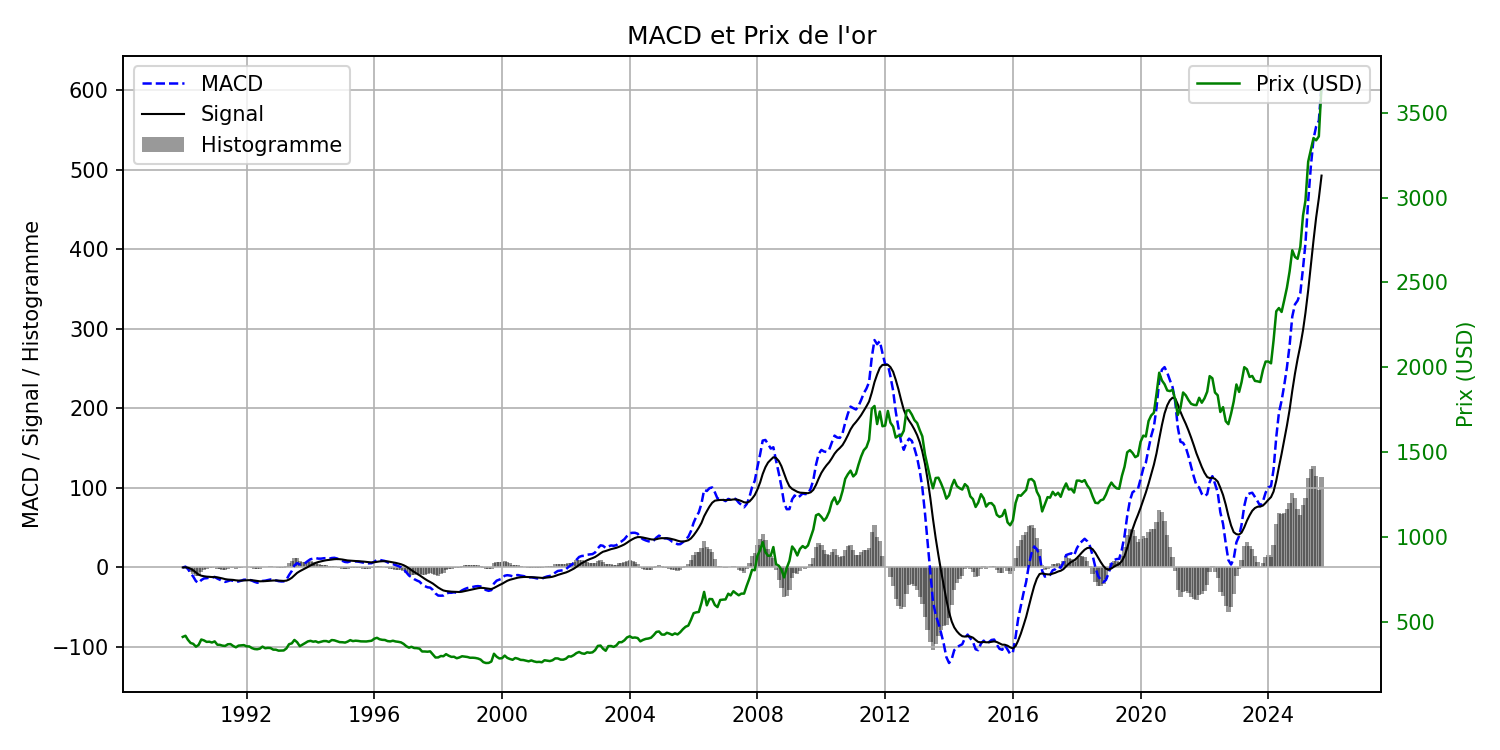 MACD et Prix de l'or
MACD
Signal
Histogramme
Prix (USD)
MACD / Signal / Histogramme
600
500
400
300
200
100
0
−100
3500
3000
2500
2000
1500
1000
500
Prix (USD)
1992 1996 2000 2004 2008 2012 2016 2020 2024